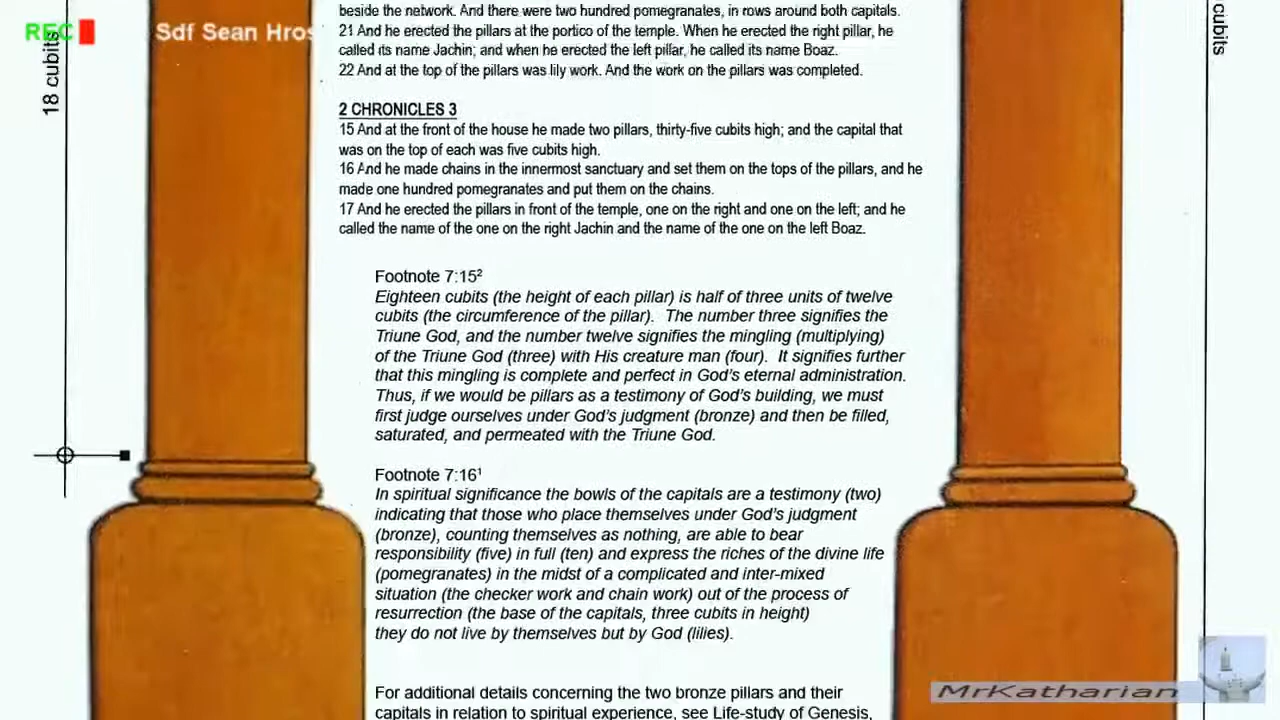 REC
Sdf Sean Hros
18 cubits
cubits
beside the network. And there were two hundred pomegranates, in rows around both capitals.
21 And he erected the pillars at the portico of the temple. When he erected the right pillar, he
called its name Jachin; and when he erected the left pillar, he called its name Boaz.
22 And at the top of the pillars was lily work. And the work on the pillars was completed.
2 CHRONICLES 3
15 And at the front of the house he made two pillars, thirty-five cubits high; and the capital that
was on the top of each was five cubits high.
16 And he made chains in the innermost sanctuary and set them on the tops of the pillars, and he
made one hundred pomegranates and put them on the chains.
17 And he erected the pillars in front of the temple, one on the right and one on the left; and he
called the name of the one on the right Jachin and the name of the one on the left Boaz.
Footnote 7:15²
Eighteen cubits (the height of each pillar) is half of three units of twelve
cubits (the circumference of the pillar). The number three signifies the
Triune God, and the number twelve signifies the mingling (multiplying)
of the Triune God (three) with His creature man (four). It signifies further
that this mingling is complete and perfect in God's eternal administration.
Thus, if we would be pillars as a testimony of God's building, we must
first judge ourselves under God's judgment (bronze) and then be filled,
saturated, and permeated with the Triune God.
Footnote 7:16¹
In spiritual significance the bowls of the capitals are a testimony (two)
indicating that those who place themselves under God's judgment
(bronze), counting themselves as nothing, are able to bear
responsibility (five) in full (ten) and express the riches of the divine life
(pomegranates) in the midst of a complicated and inter-mixed
situation (the checker work and chain work) out of the process of
resurrection (the base of the capitals, three cubits in height)
they do not live by themselves but by God (lilies).
For additional details concerning the two bronze pillars and their
capitals in relation to spiritual experience, see Life-study of Genesis,
MrKatharian